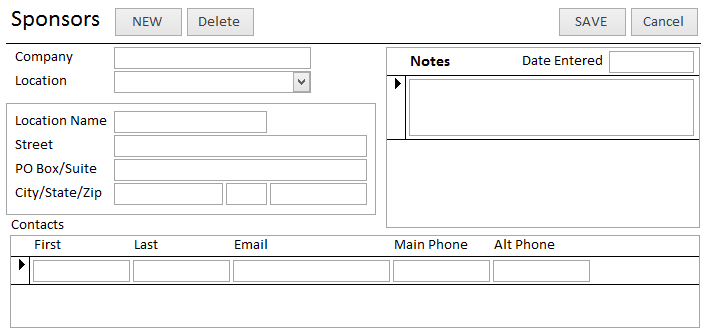 Sponsors NEW Delete SAVE Cancel
Company
Location
Notes Date Entered
Location Name
Street
PO Box/Suite
City/State/Zip
Contacts
First Last Email Main Phone Alt Phone